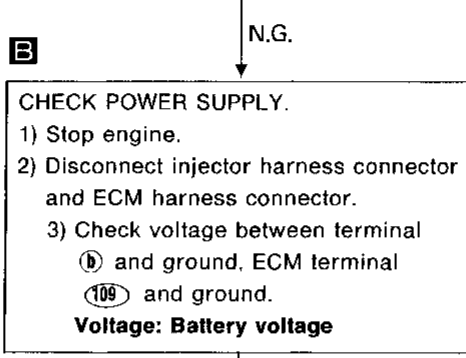 N.G.
B
CHECK POWER SUPPLY.
1) Stop engine.
2) Disconnect injector harness connector
and ECM harness connector.
3) Check voltage between terminal
ⓑ and ground, ECM terminal
(109) and ground.
Voltage: Battery voltage